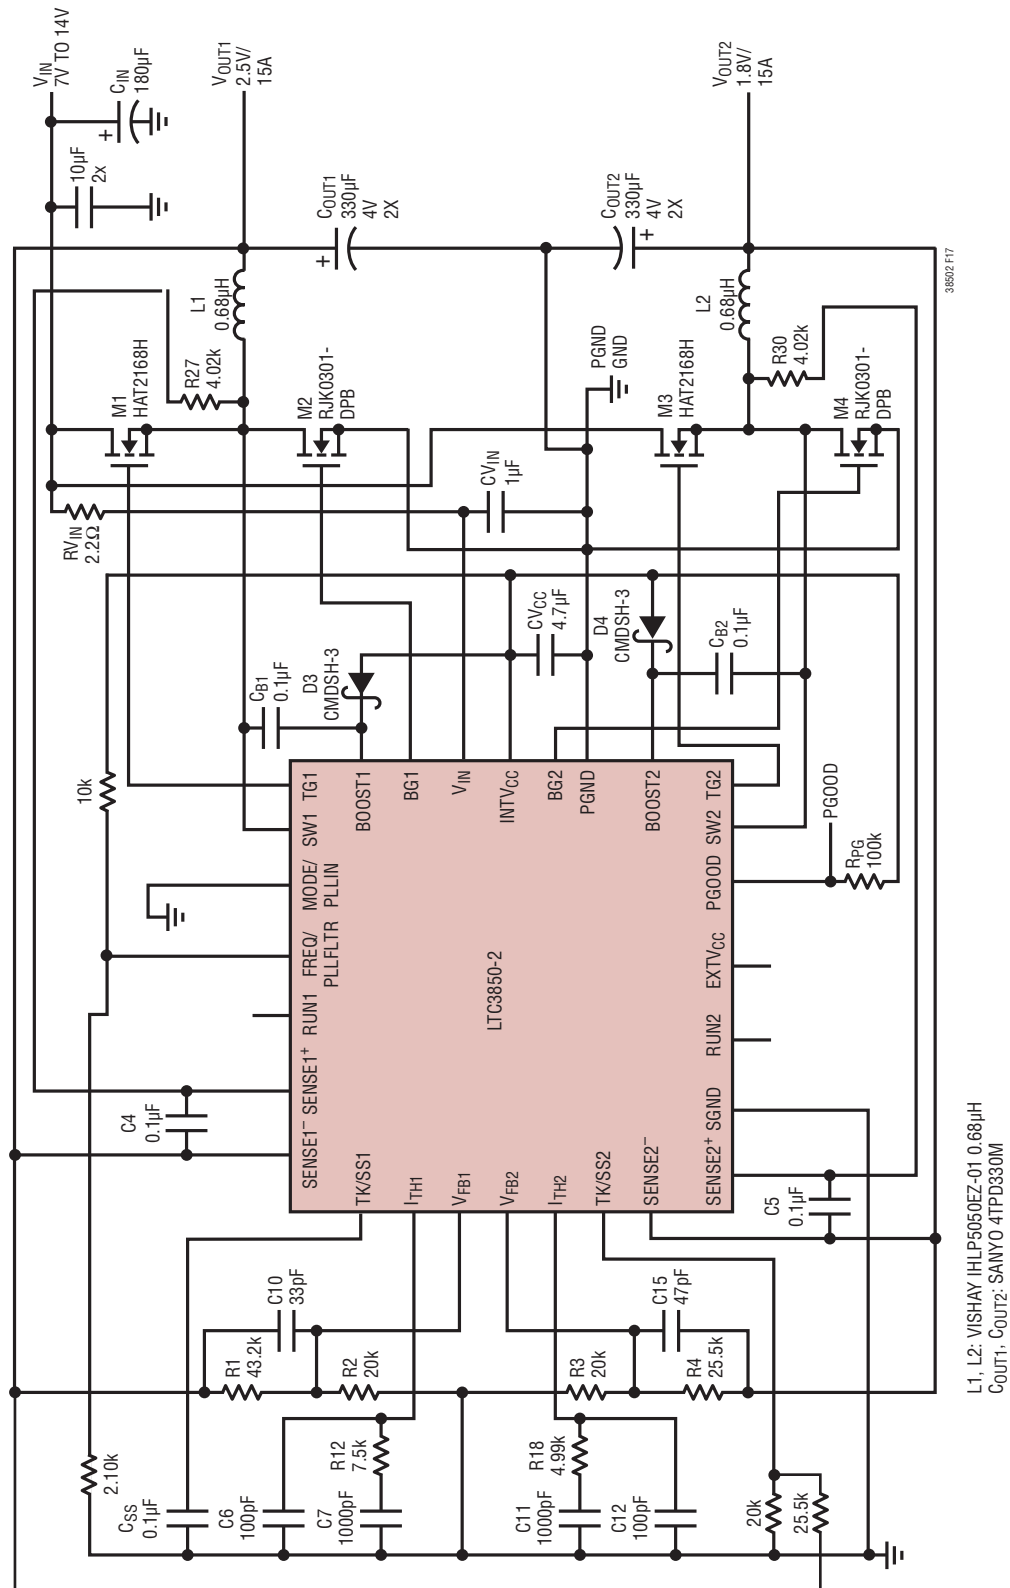 VIN
7V TO 14V
10µF
2x
+
CIN
180µF
VOUT1
2.5V/
15A
VOUT2
1.8V/
15A
+
COUT1
330µF
4V
2X
COUT2
330µF
4V
2X
+
38502 F17
L1
0.68µH
L2
0.68µH
M1
HAT2168H
R27
4.02k
M2
RJK0301-
DPB
PGND
GND
M3
HAT2168H
R30
4.02k
M4
RJK0301-
DPB
RVIN
2.2Ω
CVIN
1µF
CB1
0.1µF
D3
CMDSH-3
CVCC
4.7µF
D4
CMDSH-3
CB2
0.1µF
10k
TG1
BOOST1
BG1
VIN
INTVCC
BG2
PGND
BOOST2
TG2
SW1
SW2
MODE/
PLLIN
FREQ/
PLLFLTR
RUN1
SENSE1+
SENSE1–
LTC3850-2
PGOOD
EXTVCC
RUN2
SGND
SENSE2+
PGOOD
RPG
100k
TK/SS1
ITH1
VFB1
VFB2
ITH2
TK/SS2
SENSE2–
C4
0.1µF
C5
0.1µF
C10
33pF
R1
43.2k
R2
20k
C15
47pF
R3
20k
R4
25.5k
2.10k
CSS
0.1µF
C6
100pF
R12
7.5k
C7
1000pF
R18
4.99k
C11
1000pF
C12
100pF
20k
25.5k
L1, L2: VISHAY IHLP5050EZ-01 0.68µH
COUT1, COUT2: SANYO 4TPD330M